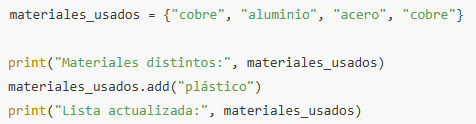 materiales_usados = {"cobre", "aluminio", "acero", "cobre"}
print("Materiales distintos:", materiales_usados)
materiales_usados.add("plástico")
print("Lista actualizada:", materiales_usados)